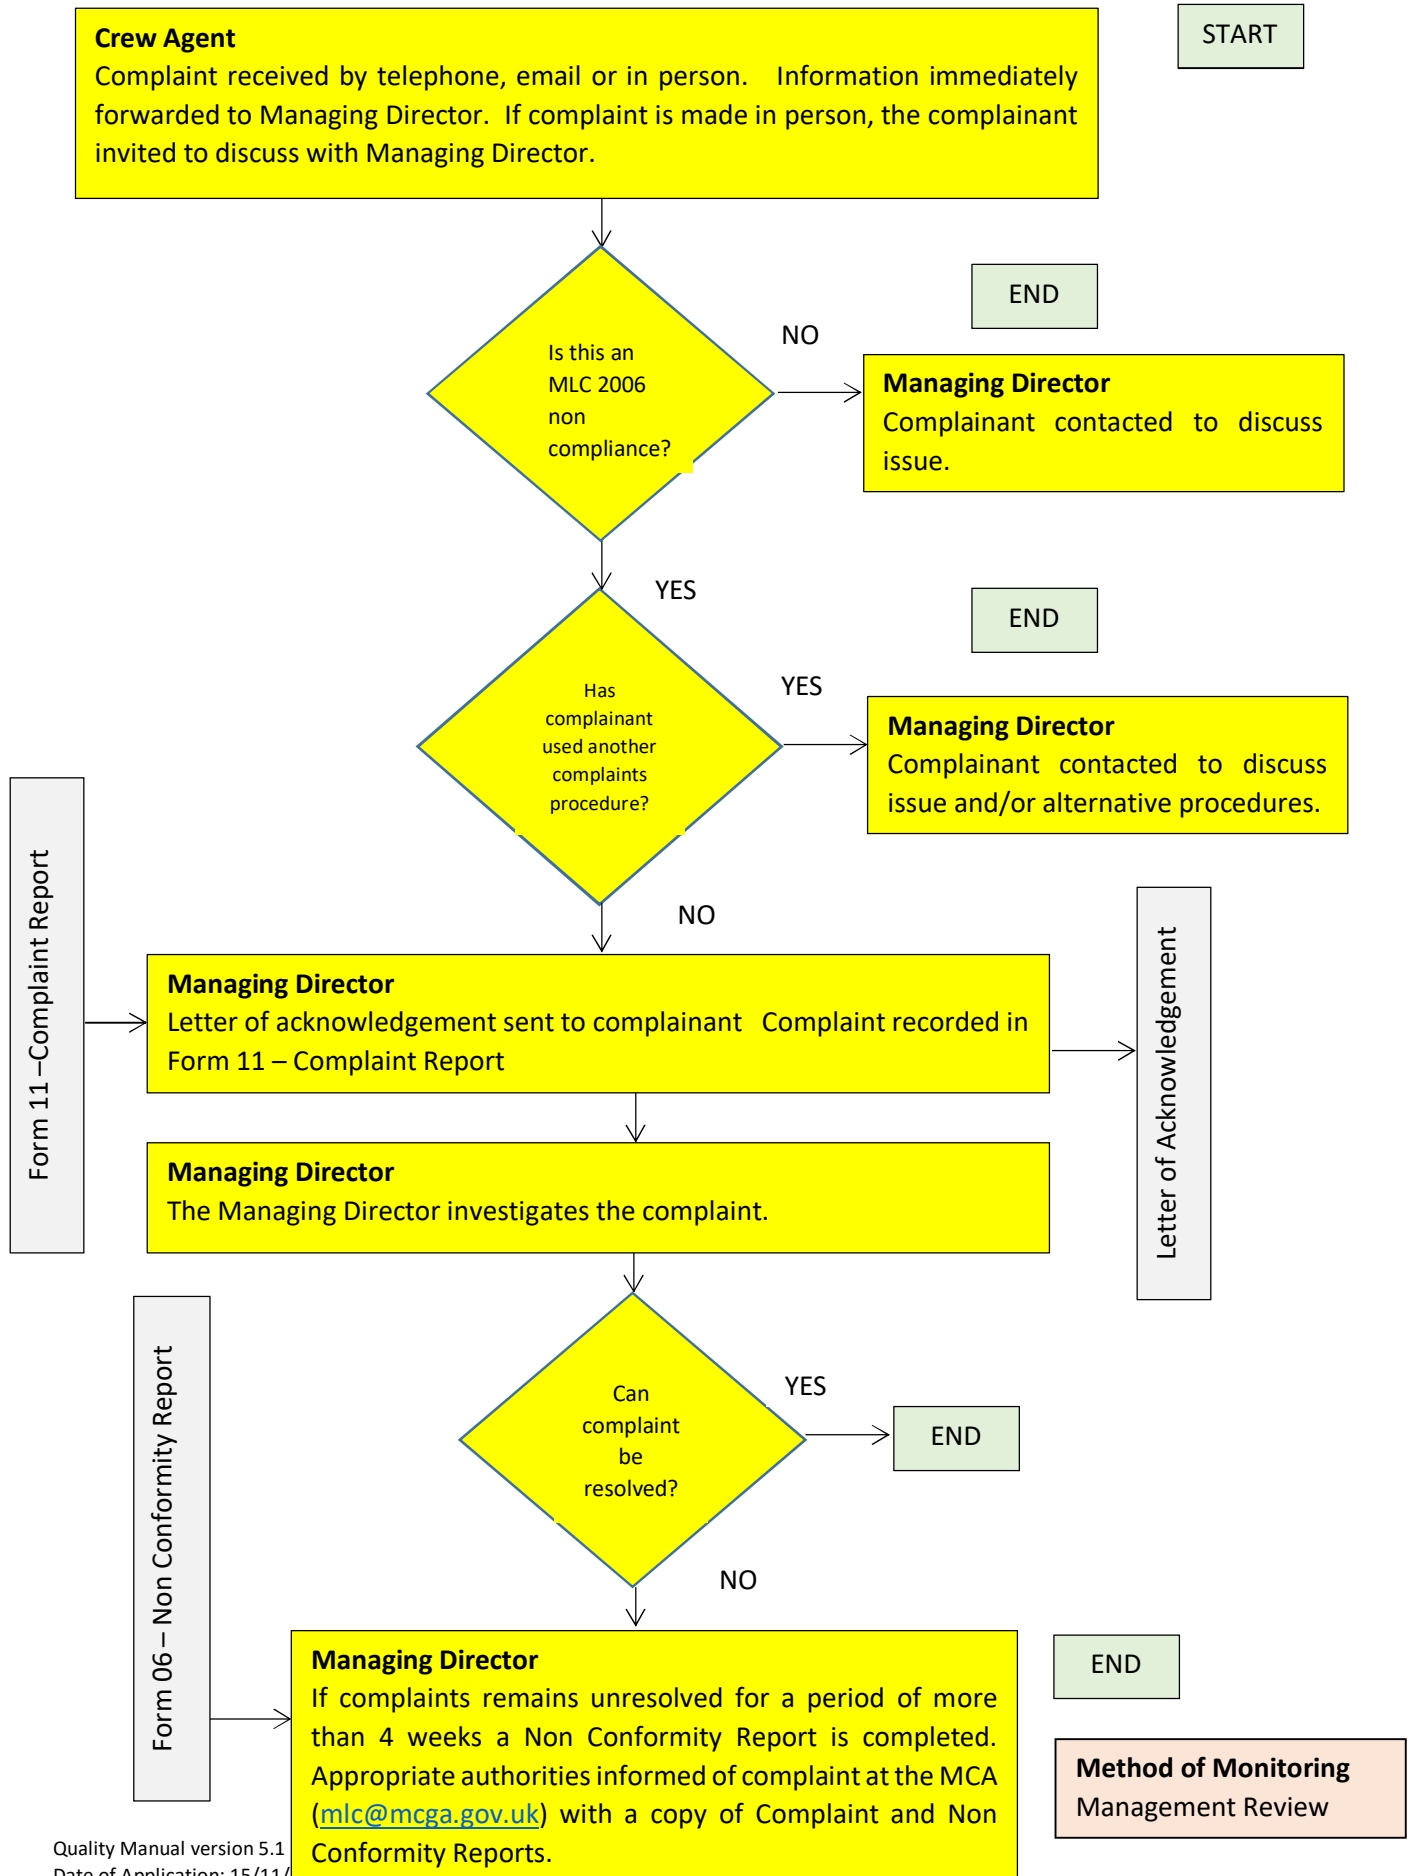 START
Crew Agent
Complaint received by telephone, email or in person. Information immediately
forwarded to Managing Director. If complaint is made in person, the complainant
invited to discuss with Managing Director.
Is this an
MLC 2006
non
compliance?
NO
END
Managing Director
Complainant contacted to discuss
issue.
YES
Has
complainant
used another
complaints
procedure?
YES
END
Managing Director
Complainant contacted to discuss
issue and/or alternative procedures.
NO
Form 11 –Complaint Report
Managing Director
Letter of acknowledgement sent to complainant Complaint recorded in
Form 11 – Complaint Report
Letter of Acknowledgement
Managing Director
The Managing Director investigates the complaint.
Can
complaint
be
resolved?
YES
END
NO
Form 06 – Non Conformity Report
Managing Director
If complaints remains unresolved for a period of more
than 4 weeks a Non Conformity Report is completed.
Appropriate authorities informed of complaint at the MCA
(mlc@mcga.gov.uk) with a copy of Complaint and Non
Conformity Reports.
END
Method of Monitoring
Management Review
Quality Manual version 5.1
Date of Application: 15/11/